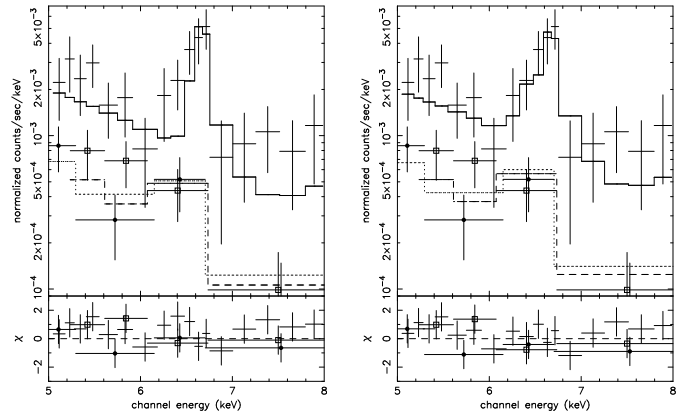 5×10⁻³
2×10⁻³
10⁻³
5×10⁻⁴
2×10⁻⁴
10⁻⁴
normalized counts/sec/keV
2
0
−2
χ
5 6 7 8
channel energy (keV)
5×10⁻³
2×10⁻³
10⁻³
5×10⁻⁴
2×10⁻⁴
10⁻⁴
normalized counts/sec/keV
2
0
−2
χ
5 6 7 8
channel energy (keV)